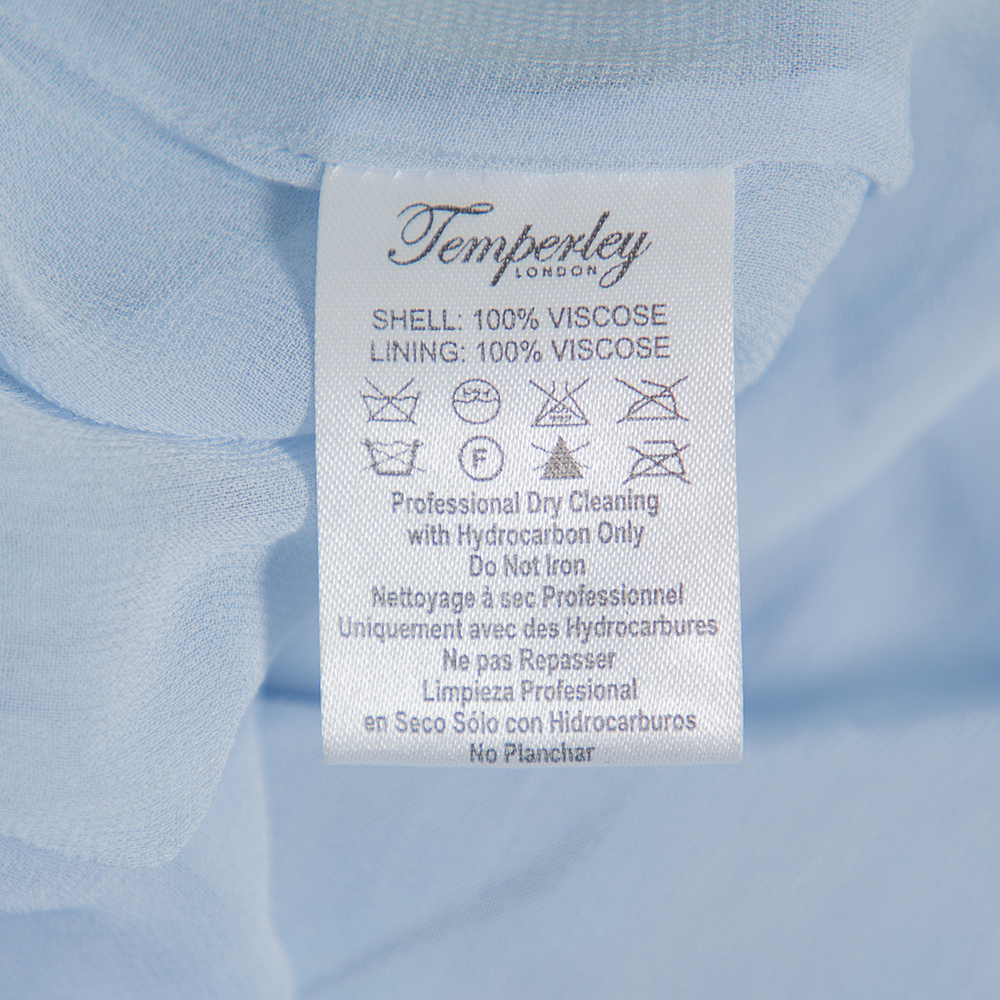 Temperley
LONDON
SHELL: 100% VISCOSE
LINING: 100% VISCOSE
F
Professional Dry Cleaning
with Hydrocarbon Only
Do Not Iron
Nettoyage à sec Professionnel
Uniquement avec des Hydrocarbures
Ne pas Repasser
Limpieza Profesional
en Seco Sólo con Hidrocarburos
No Planchar